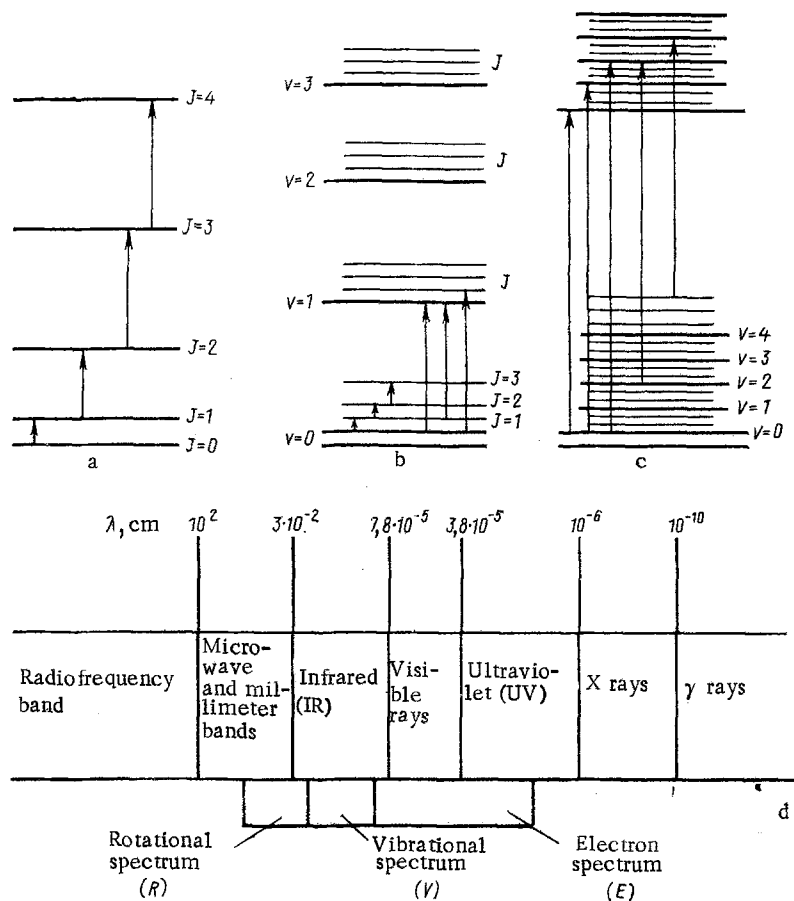 J=4
J=3
J=2
J=1
J=0
a
v=3
J
v=2
J
v=1
J
J=3
J=2
J=1
v=0
b
v=4
v=3
v=2
v=1
v=0
c
λ, cm 10² 3·10⁻² 7,8·10⁻⁵ 3,8·10⁻⁵ 10⁻⁶ 10⁻¹⁰
Radiofrequency
band
Micro-
wave
and mil-
limeter
bands
Infrared
(IR)
Visi-
ble
rays
Ultravio-
let (UV)
X rays
γ rays
d
Rotational
spectrum
(R)
Vibrational
spectrum
(V)
Electron
spectrum
(E)